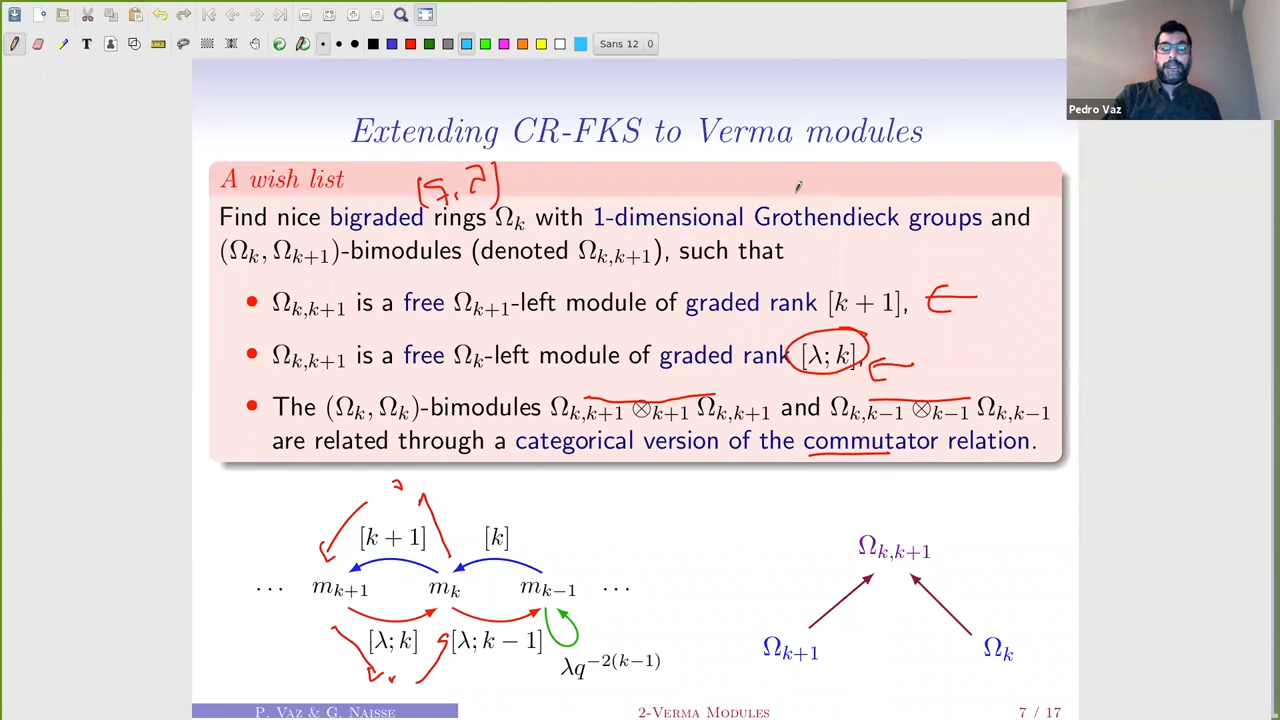 Sans 12 0
Pedro Vaz
Extending CR-FKS to Verma modules
A wish list
[q, λ]
Find nice bigraded rings Ωₖ with 1-dimensional Grothendieck groups and
(Ωₖ, Ωₖ₊₁)-bimodules (denoted Ωₖ,ₖ₊₁), such that
• Ωₖ,ₖ₊₁ is a free Ωₖ₊₁-left module of graded rank [k + 1],
• Ωₖ,ₖ₊₁ is a free Ωₖ-left module of graded rank [λ; k],
• The (Ωₖ, Ωₖ)-bimodules Ωₖ,ₖ₊₁ ⊗ₖ₊₁ Ωₖ,ₖ₊₁ and Ωₖ,ₖ₋₁ ⊗ₖ₋₁ Ωₖ,ₖ₋₁
are related through a categorical version of the commutator relation.
[k + 1] [k]
⋯ mₖ₊₁ mₖ mₖ₋₁ ⋯
[λ; k] [λ; k − 1]
λq⁻²⁽ᵏ⁻¹⁾
Ωₖ,ₖ₊₁
Ωₖ₊₁ Ωₖ
P. Vaz & G. Naisse 2-Verma Modules 7 / 17